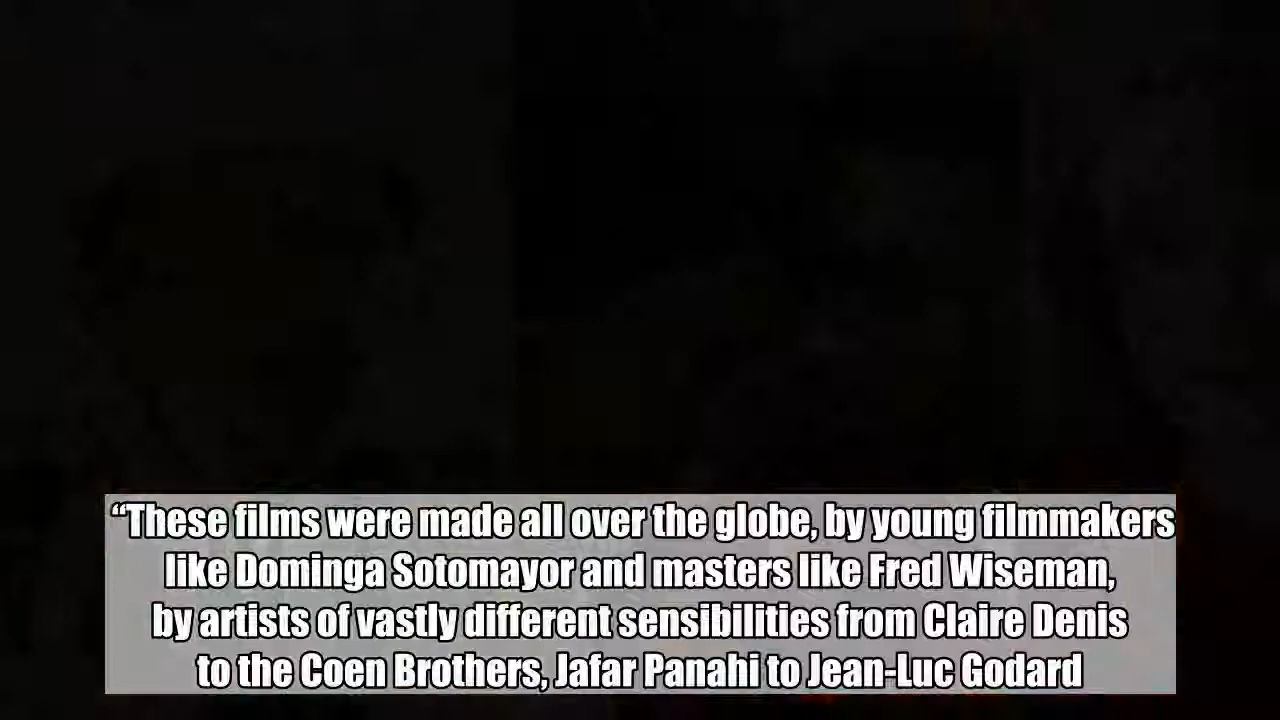 “These films were made all over the globe, by young filmmakers
like Dominga Sotomayor and masters like Fred Wiseman,
by artists of vastly different sensibilities from Claire Denis
to the Coen Brothers, Jafar Panahi to Jean-Luc Godard